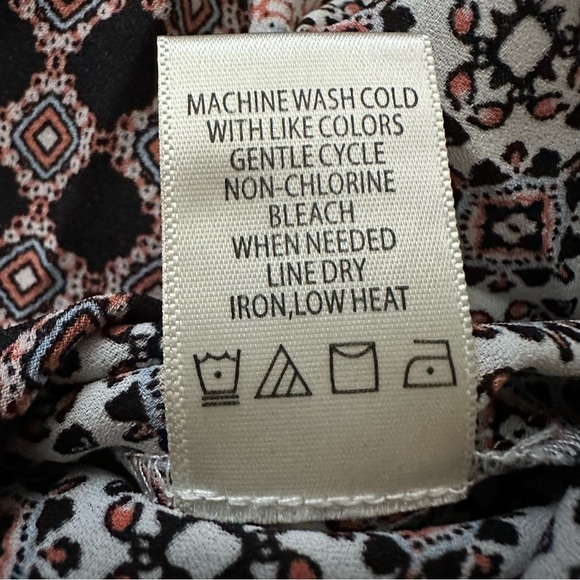 MACHINE WASH COLD
WITH LIKE COLORS
GENTLE CYCLE
NON-CHLORINE
BLEACH
WHEN NEEDED
LINE DRY
IRON,LOW HEAT